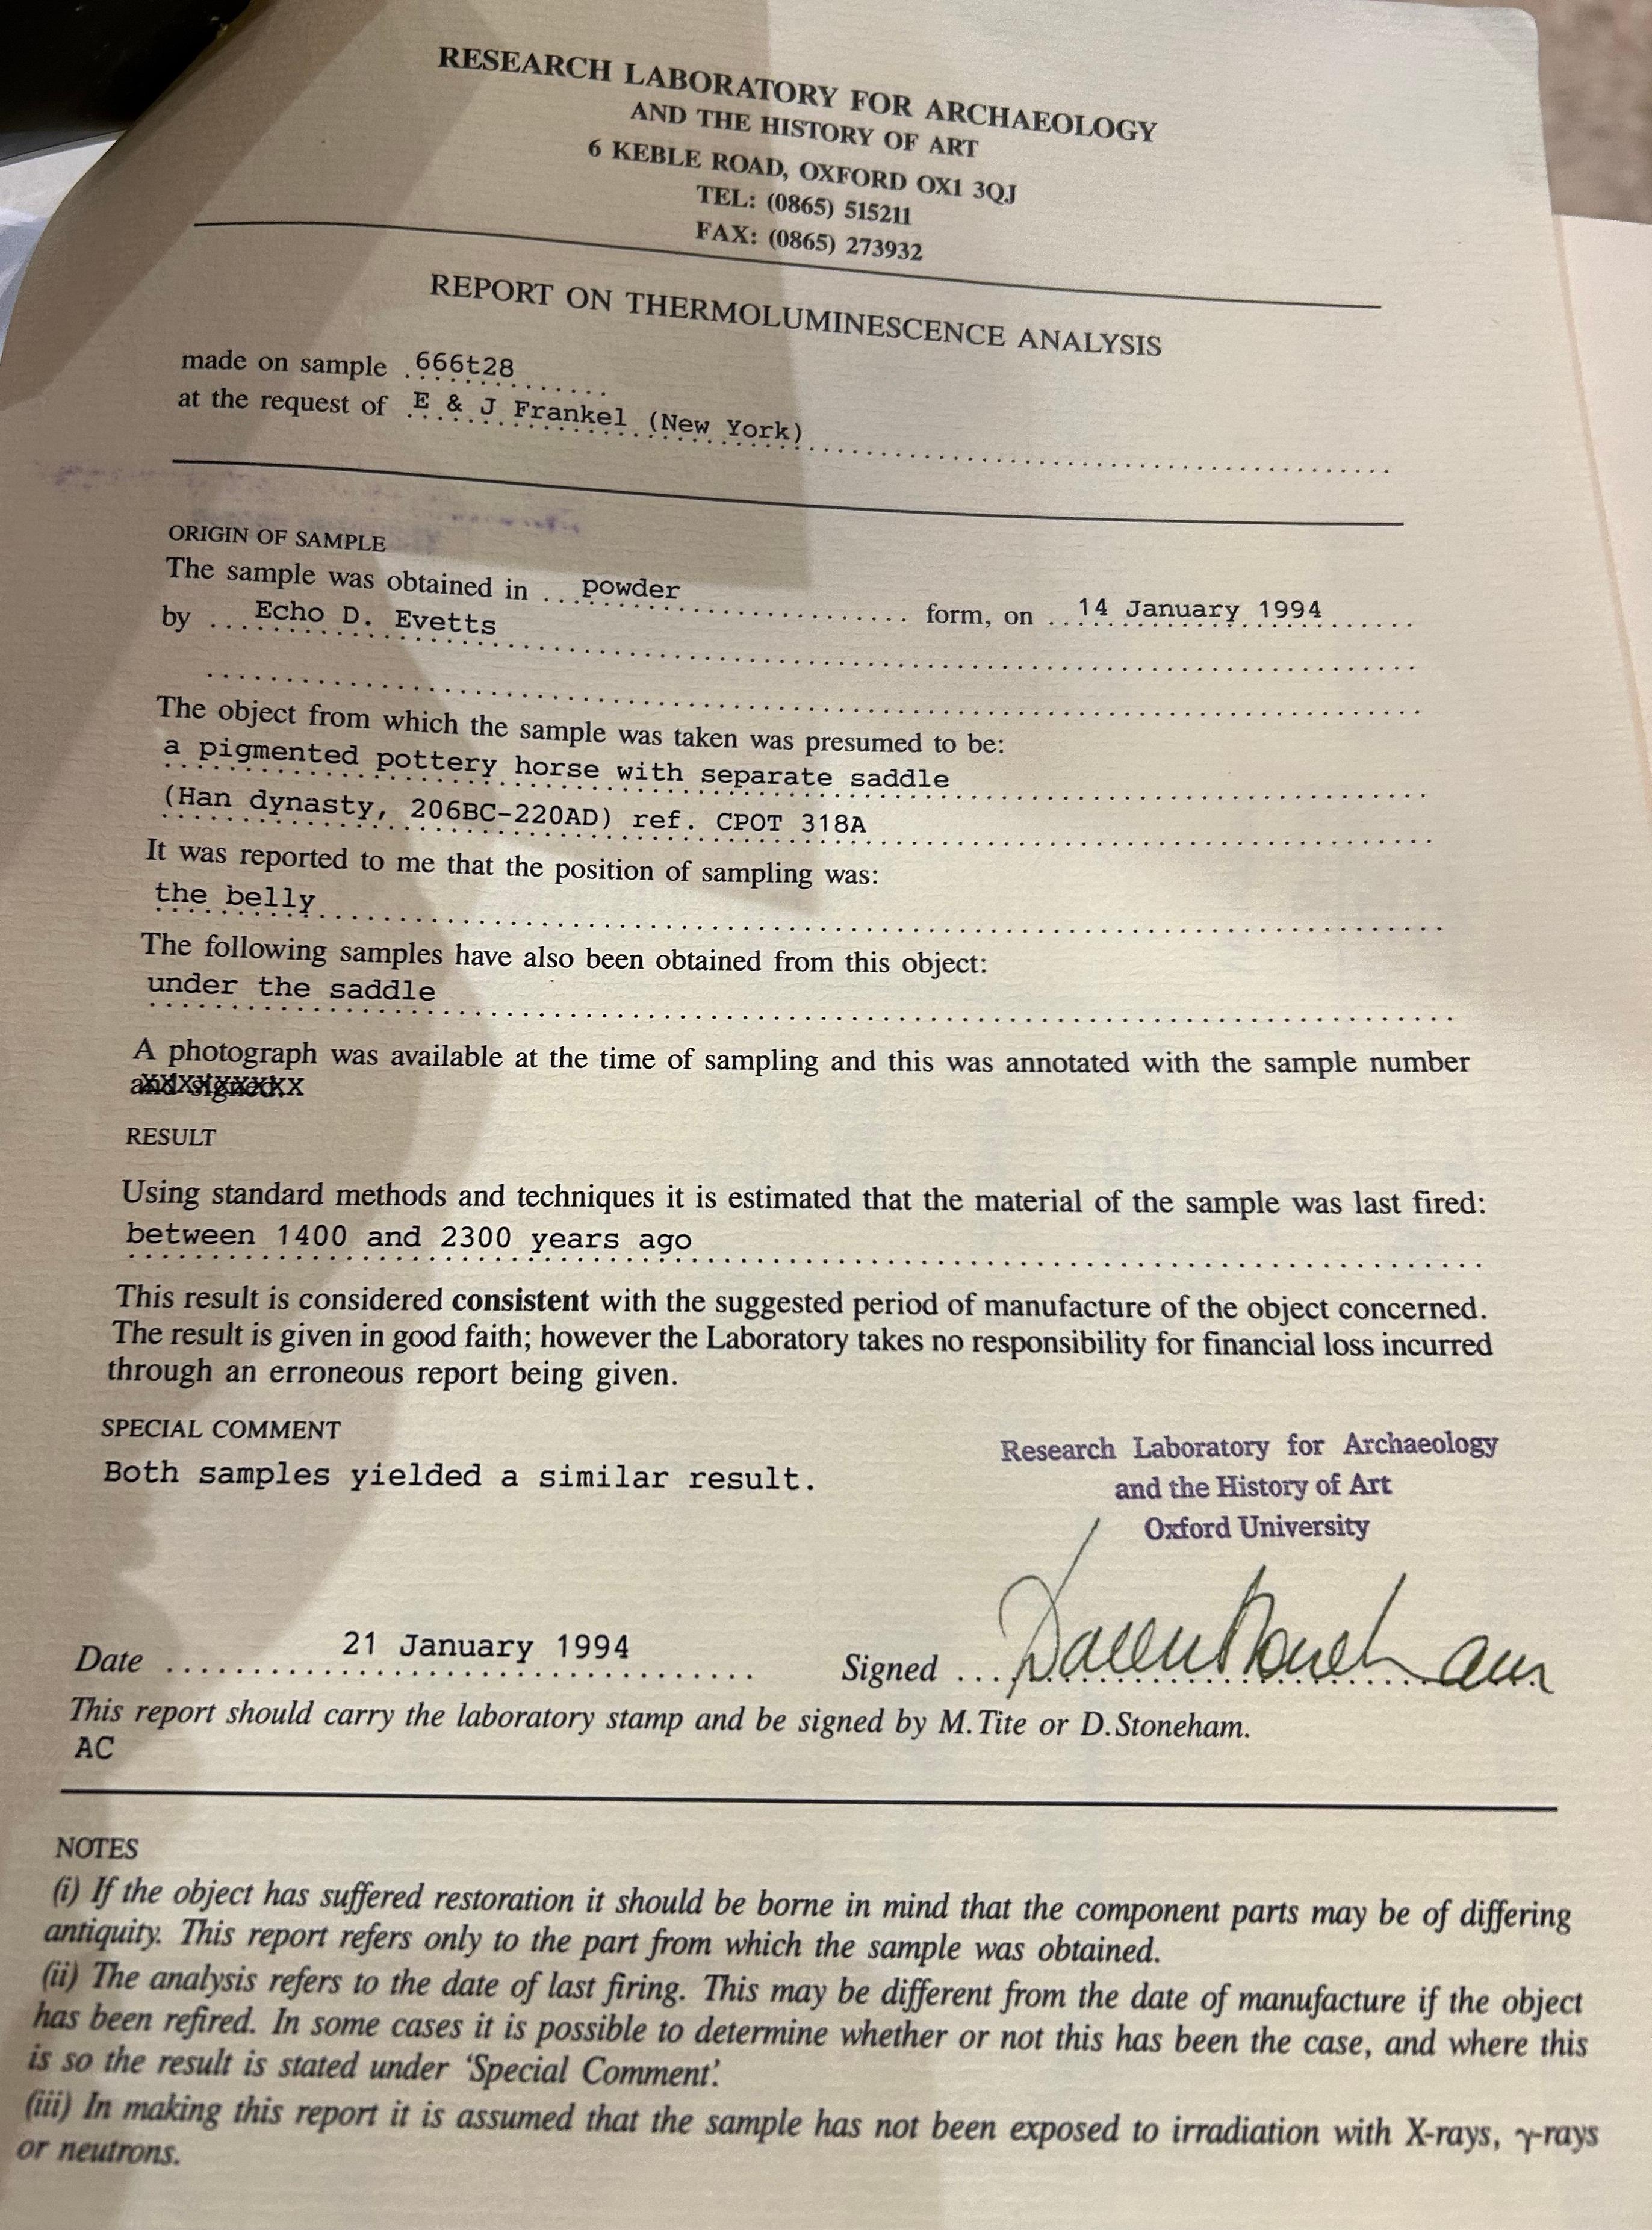 RESEARCH LABORATORY FOR ARCHAEOLOGY
AND THE HISTORY OF ART
6 KEBLE ROAD, OXFORD OX1 3QJ
TEL: (0865) 515211
FAX: (0865) 273932
REPORT ON THERMOLUMINESCENCE ANALYSIS
made on sample 666t28
at the request of E & J Frankel (New York)
ORIGIN OF SAMPLE
The sample was obtained in powder form, on 14 January 1994
by Echo D. Evetts
The object from which the sample was taken was presumed to be:
a pigmented pottery horse with separate saddle
(Han dynasty, 206BC-220AD) ref. CPOT 318A
It was reported to me that the position of sampling was:
the belly
The following samples have also been obtained from this object:
under the saddle
A photograph was available at the time of sampling and this was annotated with the sample number
and signed.
RESULT
Using standard methods and techniques it is estimated that the material of the sample was last fired:
between 1400 and 2300 years ago
This result is considered consistent with the suggested period of manufacture of the object concerned.
The result is given in good faith; however the Laboratory takes no responsibility for financial loss incurred
through an erroneous report being given.
SPECIAL COMMENT
Both samples yielded a similar result.
Research Laboratory for Archaeology
and the History of Art
Oxford University
Date 21 January 1994 Signed Doreen Stoneham
This report should carry the laboratory stamp and be signed by M.Tite or D.Stoneham.
AC
NOTES
(i) If the object has suffered restoration it should be borne in mind that the component parts may be of differing
antiquity. This report refers only to the part from which the sample was obtained.
(ii) The analysis refers to the date of last firing. This may be different from the date of manufacture if the object
has been refired. In some cases it is possible to determine whether or not this has been the case, and where this
is so the result is stated under 'Special Comment'.
(iii) In making this report it is assumed that the sample has not been exposed to irradiation with X-rays, γ-rays
or neutrons.